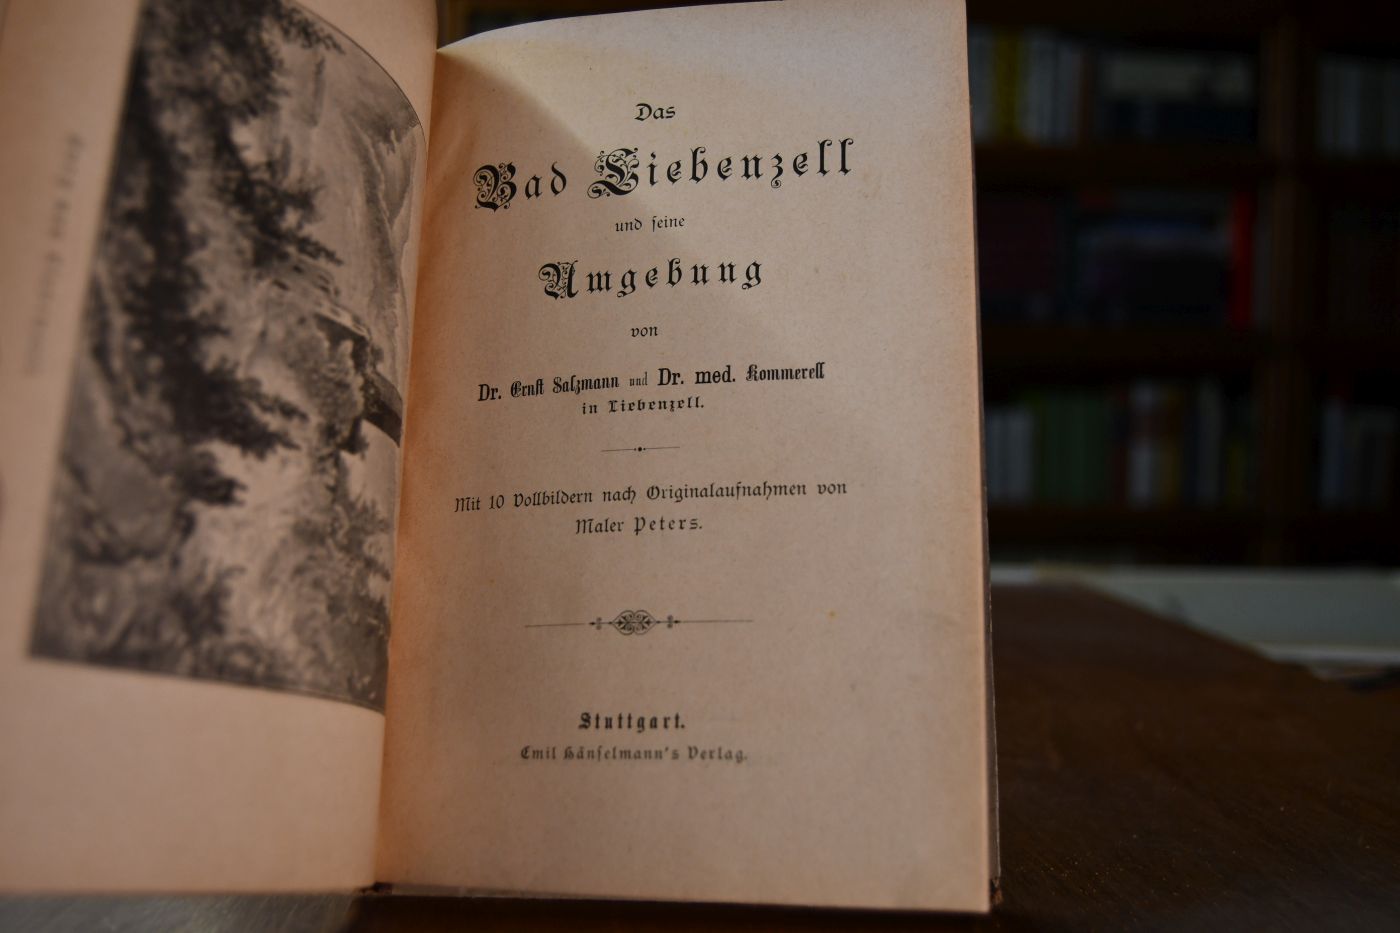 Das
Bad Liebenzell
und ſeine
Umgebung
von
Dr. Ernſt Salzmann und Dr. med. Kommerell
in Liebenzell.
Mit 10 Vollbildern nach Originalaufnahmen von
Maler Peters.
Stuttgart.
Emil Hänſelmann's Verlag.